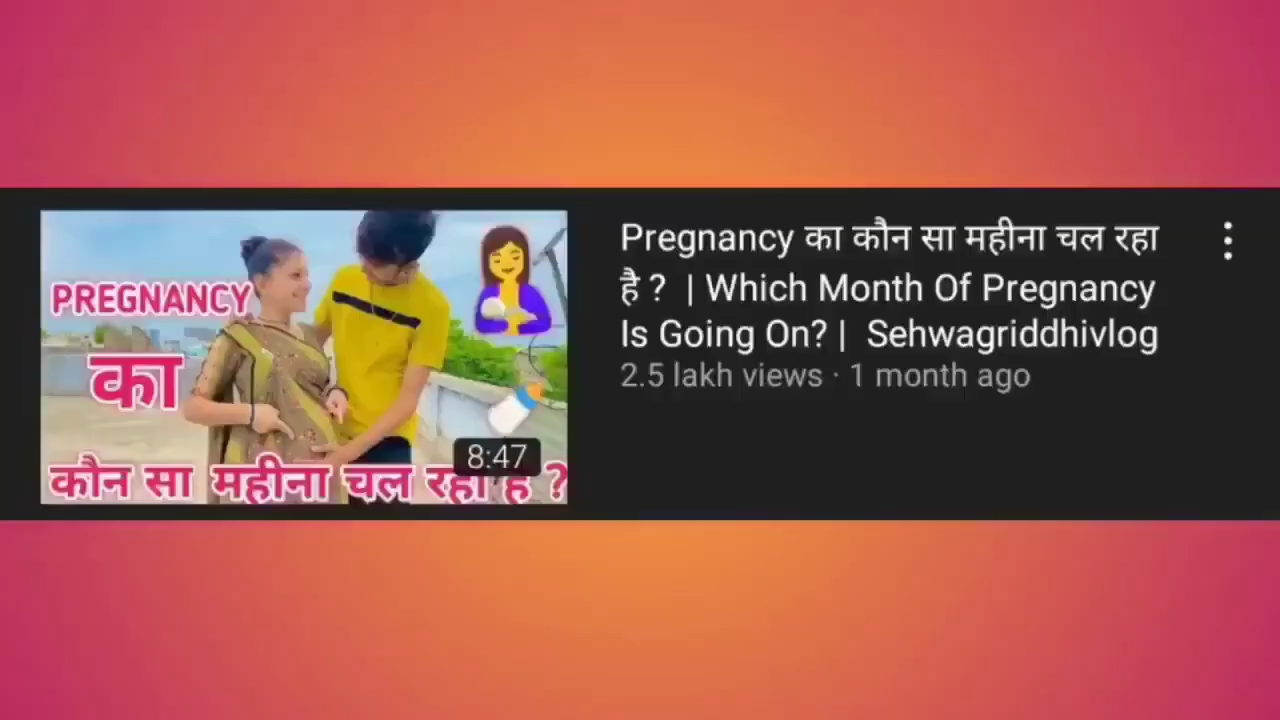 PREGNANCY
का
कौन सा महीना चल रहा है ?
8:47
Pregnancy का कौन सा महीना चल रहा
है ? | Which Month Of Pregnancy
Is Going On? | Sehwagriddhivlog
2.5 lakh views · 1 month ago